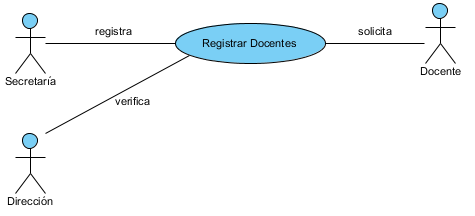 registra
solicita
Registrar Docentes
Secretaría
Docente
verifica
Dirección